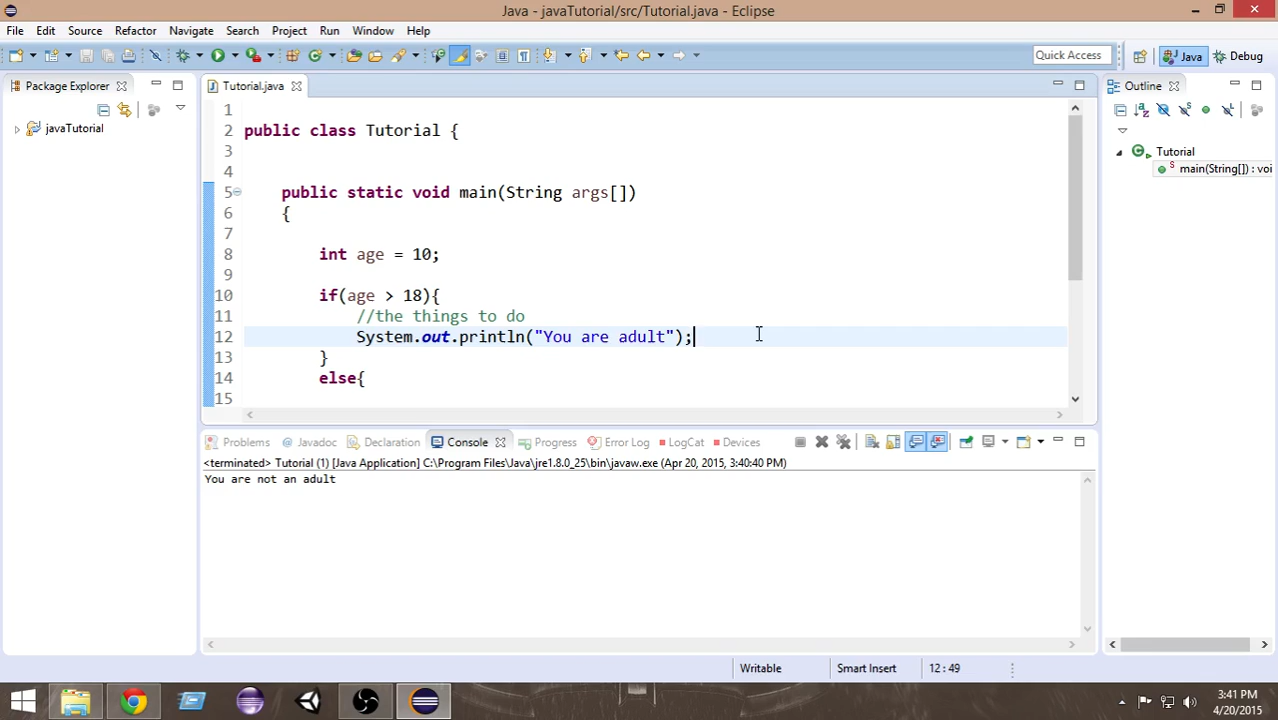 Java - javaTutorial/src/Tutorial.java - Eclipse
File Edit Source Refactor Navigate Search Project Run Window Help
Quick Access Java Debug
Package Explorer
javaTutorial
Tutorial.java
1
2 public class Tutorial {
3
4
5 public static void main(String args[])
6 {
7
8 int age = 10;
9
10 if(age > 18){
11 //the things to do
12 System.out.println("You are adult");
13 }
14 else{
15
Outline
Tutorial
main(String[]) : voi
Problems Javadoc Declaration Console Progress Error Log LogCat Devices
<terminated> Tutorial (1) [Java Application] C:\Program Files\Java\jre1.8.0_25\bin\javaw.exe (Apr 20, 2015, 3:40:40 PM)
You are not an adult
Writable Smart Insert 12 : 49
3:41 PM
4/20/2015